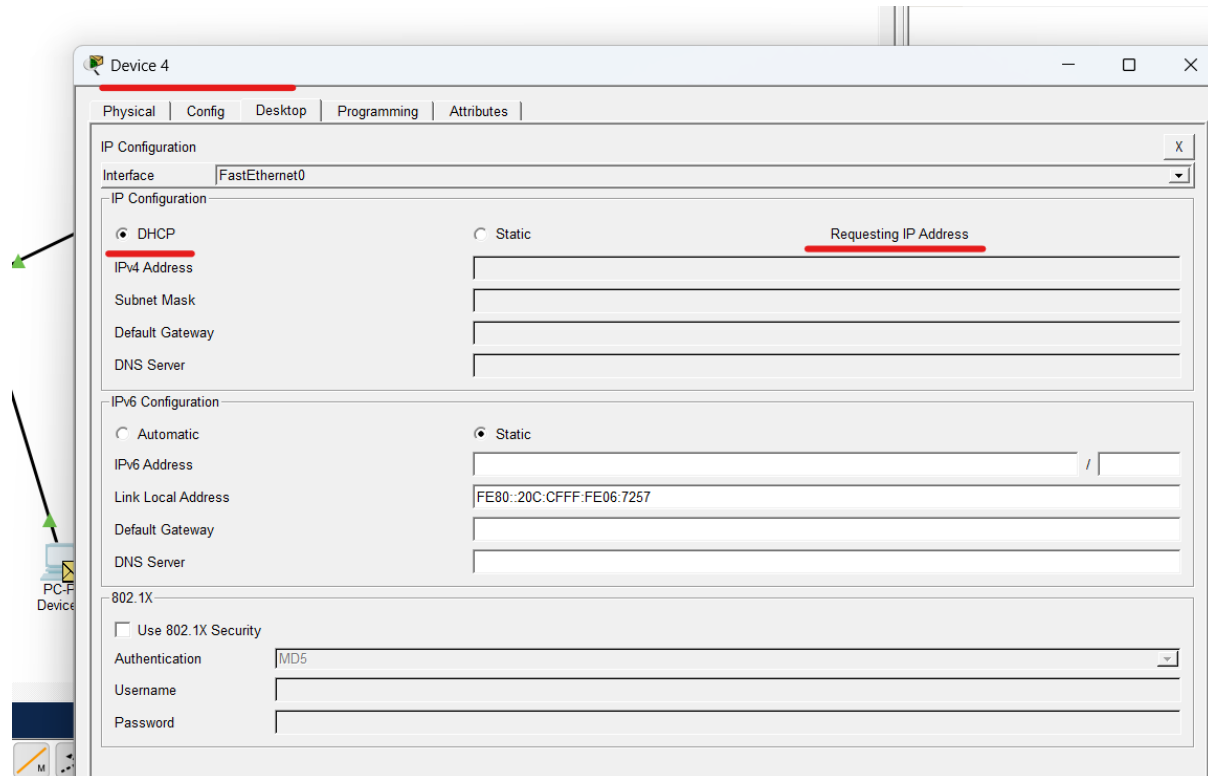 Device 4
Physical Config Desktop Programming Attributes
IP Configuration X
Interface FastEthernet0
IP Configuration
DHCP Static Requesting IP Address
IPv4 Address
Subnet Mask
Default Gateway
DNS Server
IPv6 Configuration
Automatic Static
IPv6 Address /
Link Local Address FE80::20C:CFFF:FE06:7257
Default Gateway
DNS Server
802.1X
Use 802.1X Security
Authentication MD5
Username
Password
PC-P
Device
M